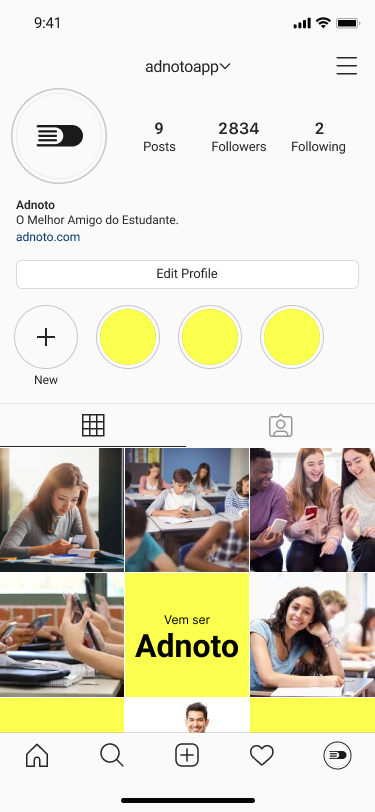 9:41
adnotoapp
9 2834 2
Posts Followers Following
Adnoto
O Melhor Amigo do Estudante.
adnoto.com
Edit Profile
New
Vem ser
Adnoto